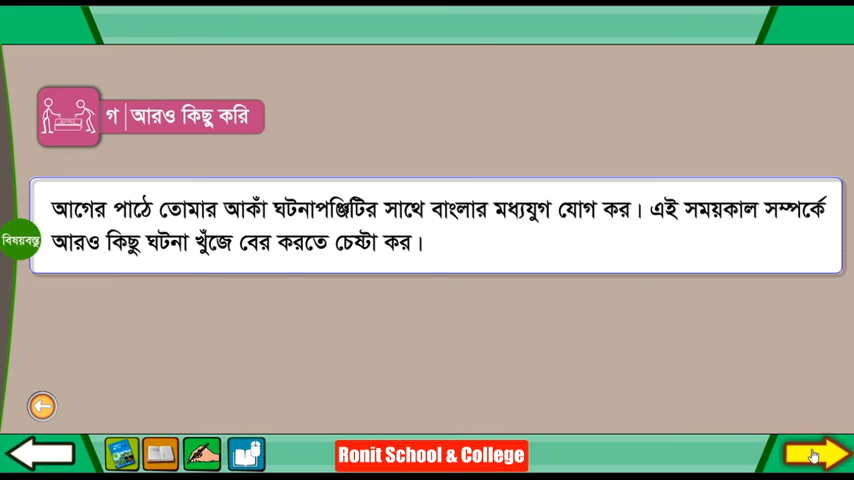 গ | আরও কিছু করি
আগের পাঠে তোমার আকাঁ ঘটনাপঞ্জিটির সাথে বাংলার মধ্যযুগ যোগ কর। এই সময়কাল সম্পর্কে
আরও কিছু ঘটনা খুঁজে বের করতে চেষ্টা কর।
বিষয়বস্তু
Ronit School & College